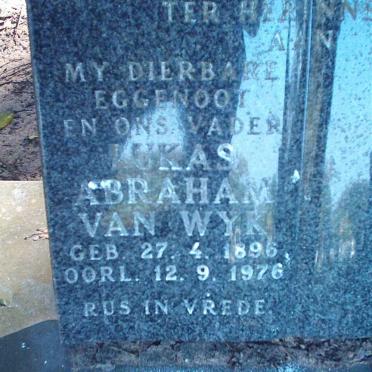 TER HERINNE
AAN
MY DIERBARE
EGGENOOT
EN ONS VADER
LUKAS
ABRAHAM
VAN WYK
GEB. 27. 4. 1896
OORL. 12. 9. 1976
RUS IN VREDE.